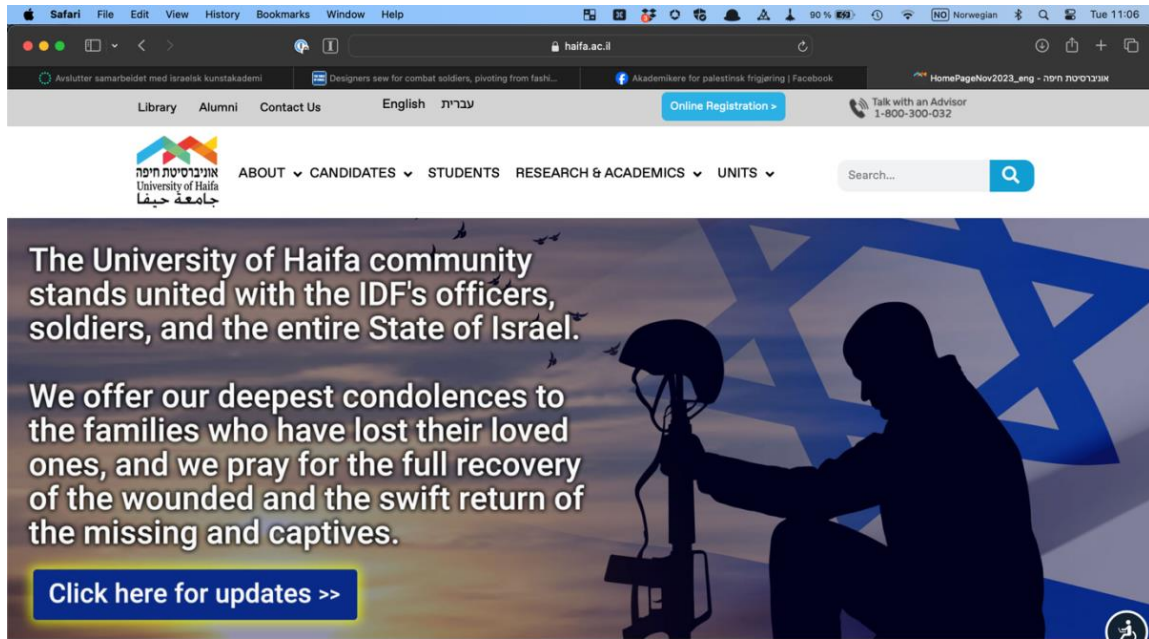 Safari File Edit View History Bookmarks Window Help 90 % NO Norwegian Tue 11:06
haifa.ac.il
Avslutter samarbeidet med israelsk kunstakademi Designers sew for combat soldiers, pivoting from fashi... Akademikere for palestinsk frigjøring | Facebook HomePageNov2023_eng - אוניברסיטת חיפה
Library Alumni Contact Us English עברית Online Registration > Talk with an Advisor
1-800-300-032
אוניברסיטת חיפה
University of Haifa
جامعة حيفا
ABOUT CANDIDATES STUDENTS RESEARCH & ACADEMICS UNITS Search...
The University of Haifa community
stands united with the IDF's officers,
soldiers, and the entire State of Israel.
We offer our deepest condolences to
the families who have lost their loved
ones, and we pray for the full recovery
of the wounded and the swift return of
the missing and captives.
Click here for updates >>